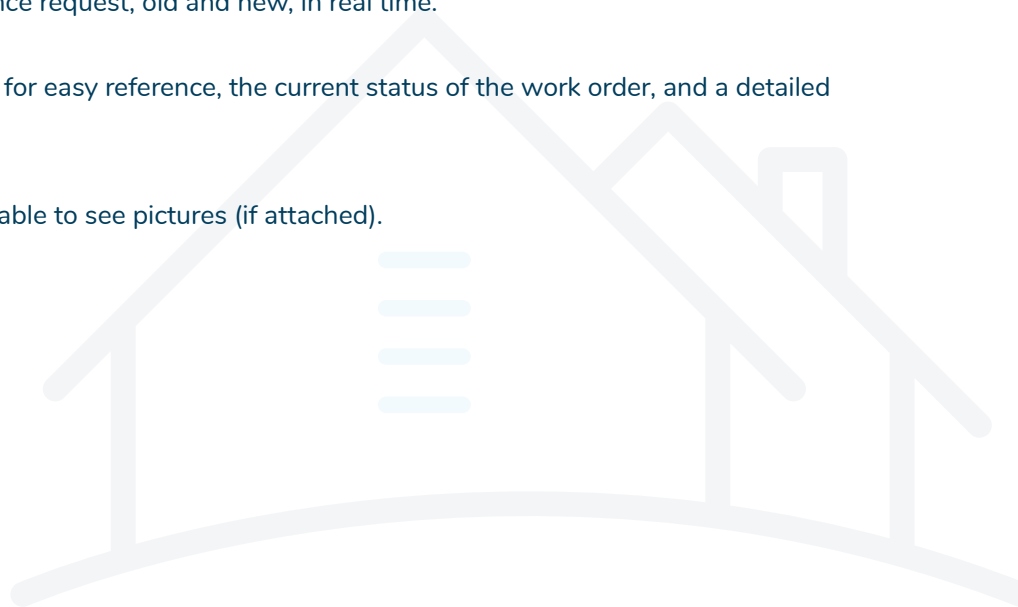 request, old and new, in real time.
for easy reference, the current status of the work order, and a detailed
able to see pictures (if attached).